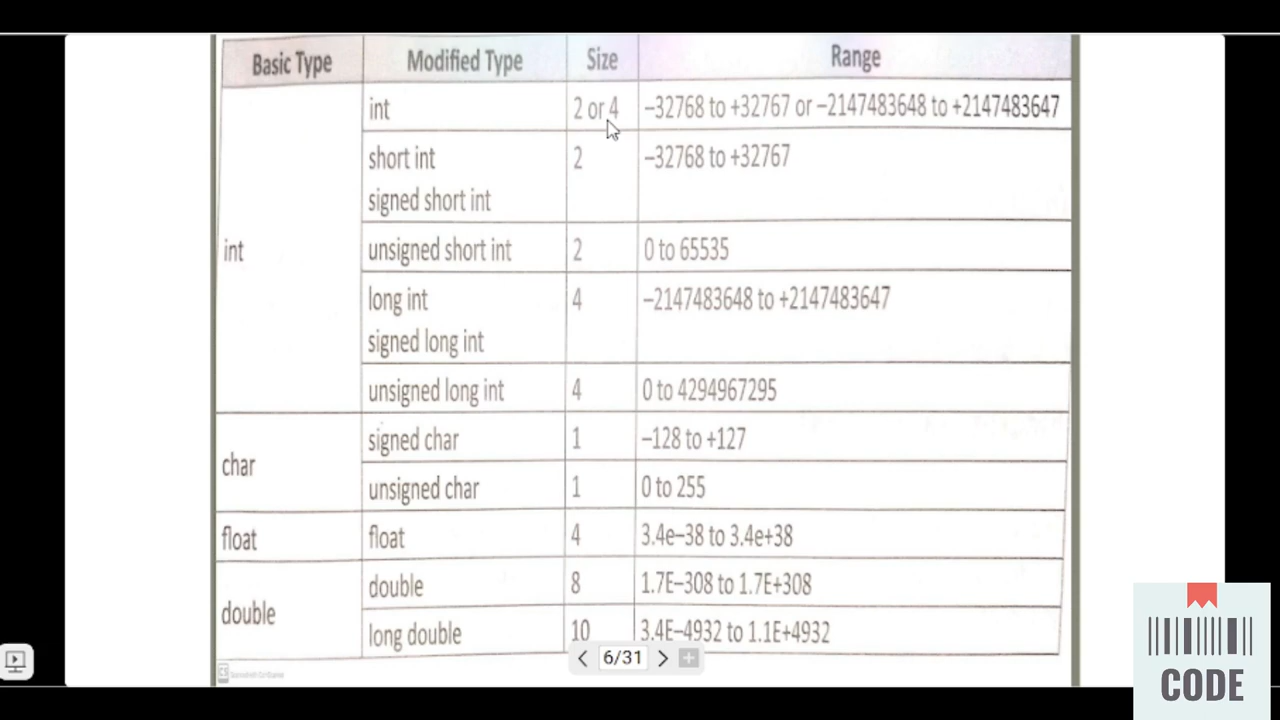 Basic Type Modified Type Size Range
int 2 or 4 –32768 to +32767 or –2147483648 to +2147483647
short int 2 –32768 to +32767
signed short int
int unsigned short int 2 0 to 65535
long int 4 –2147483648 to +2147483647
signed long int
unsigned long int 4 0 to 4294967295
signed char 1 –128 to +127
char
unsigned char 1 0 to 255
float float 4 3.4e–38 to 3.4e+38
double 8 1.7E–308 to 1.7E+308
double
long double 10 3.4E–4932 to 1.1E+4932
6/31
CS
CODE